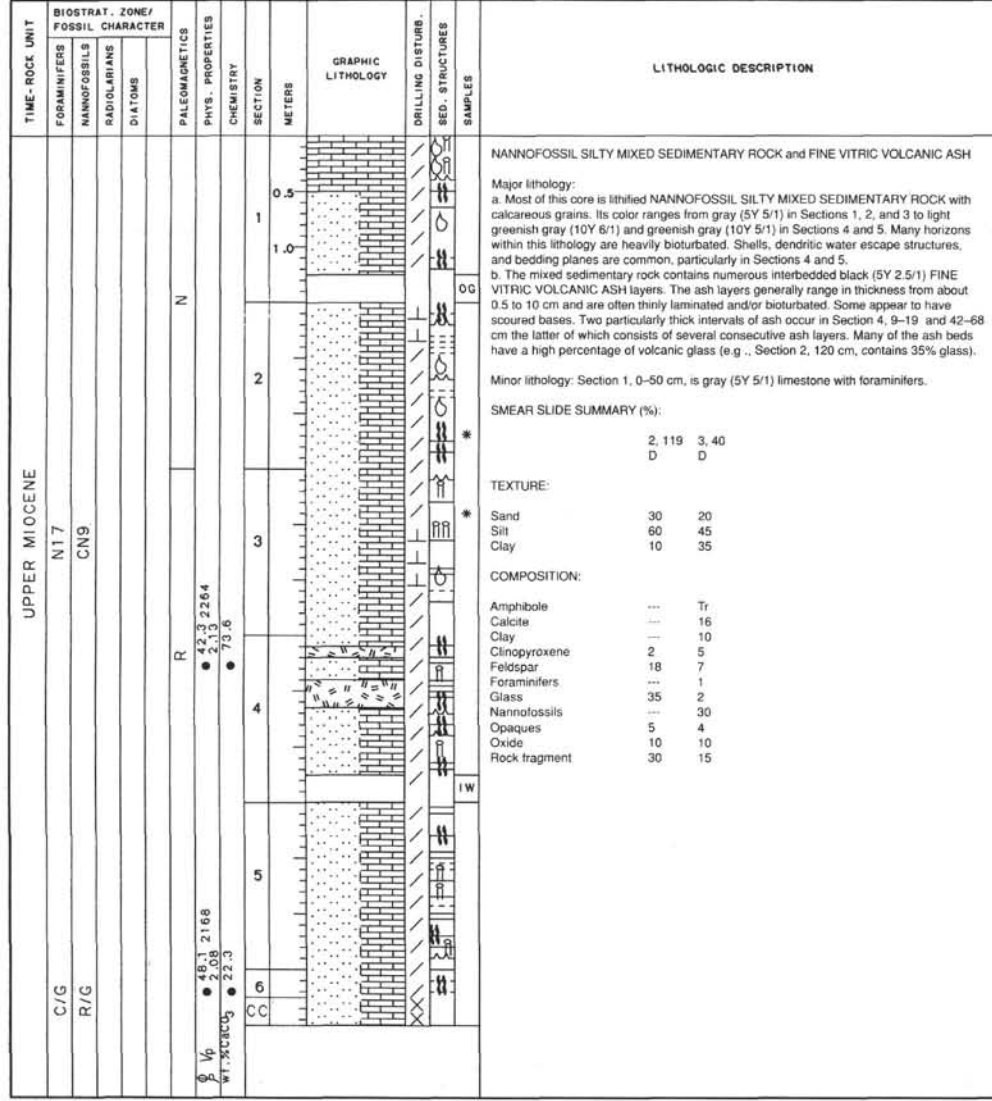 TIME-ROCK UNIT
BIOSTRAT. ZONE/
FOSSIL CHARACTER
FORAMINIFERS
NANNOFOSSILS
RADIOLARIANS
DIATOMS
PALEOMAGNETICS
PHYS. PROPERTIES
CHEMISTRY
SECTION
METERS
GRAPHIC
LITHOLOGY
DRILLING DISTURB.
SED. STRUCTURES
SAMPLES
LITHOLOGIC DESCRIPTION
UPPER MIOCENE
N17
CN9
C/G
R/G
N
R
42.3 2264
2.13
73.6
48.1 2168
2.08
22.3
φ Vp
ρ
wt.%CaCO3
1
2
3
4
5
6
CC
0.5
1.0
OG
*
*
IW
NANNOFOSSIL SILTY MIXED SEDIMENTARY ROCK and FINE VITRIC VOLCANIC ASH
Major lithology:
a. Most of this core is lithified NANNOFOSSIL SILTY MIXED SEDIMENTARY ROCK with
calcareous grains. Its color ranges from gray (5Y 5/1) in Sections 1, 2, and 3 to light
greenish gray (10Y 6/1) and greenish gray (10Y 5/1) in Sections 4 and 5. Many horizons
within this lithology are heavily bioturbated. Shells, dendritic water escape structures,
and bedding planes are common, particularly in Sections 4 and 5.
b. The mixed sedimentary rock contains numerous interbedded black (5Y 2.5/1) FINE
VITRIC VOLCANIC ASH layers. The ash layers generally range in thickness from about
0.5 to 10 cm and are often thinly laminated and/or bioturbated. Some appear to have
scoured bases. Two particularly thick intervals of ash occur in Section 4, 9–19 and 42–68
cm the latter of which consists of several consecutive ash layers. Many of the ash beds
have a high percentage of volcanic glass (e.g ., Section 2, 120 cm, contains 35% glass).
Minor lithology: Section 1, 0–50 cm, is gray (5Y 5/1) limestone with foraminifers.
SMEAR SLIDE SUMMARY (%):
2, 119 3, 40
D D
TEXTURE:
Sand 30 20
Silt 60 45
Clay 10 35
COMPOSITION:
Amphibole --- Tr
Calcite --- 16
Clay --- 10
Clinopyroxene 2 5
Feldspar 18 7
Foraminifers --- 1
Glass 35 2
Nannofossils --- 30
Opaques 5 4
Oxide 10 10
Rock fragment 30 15